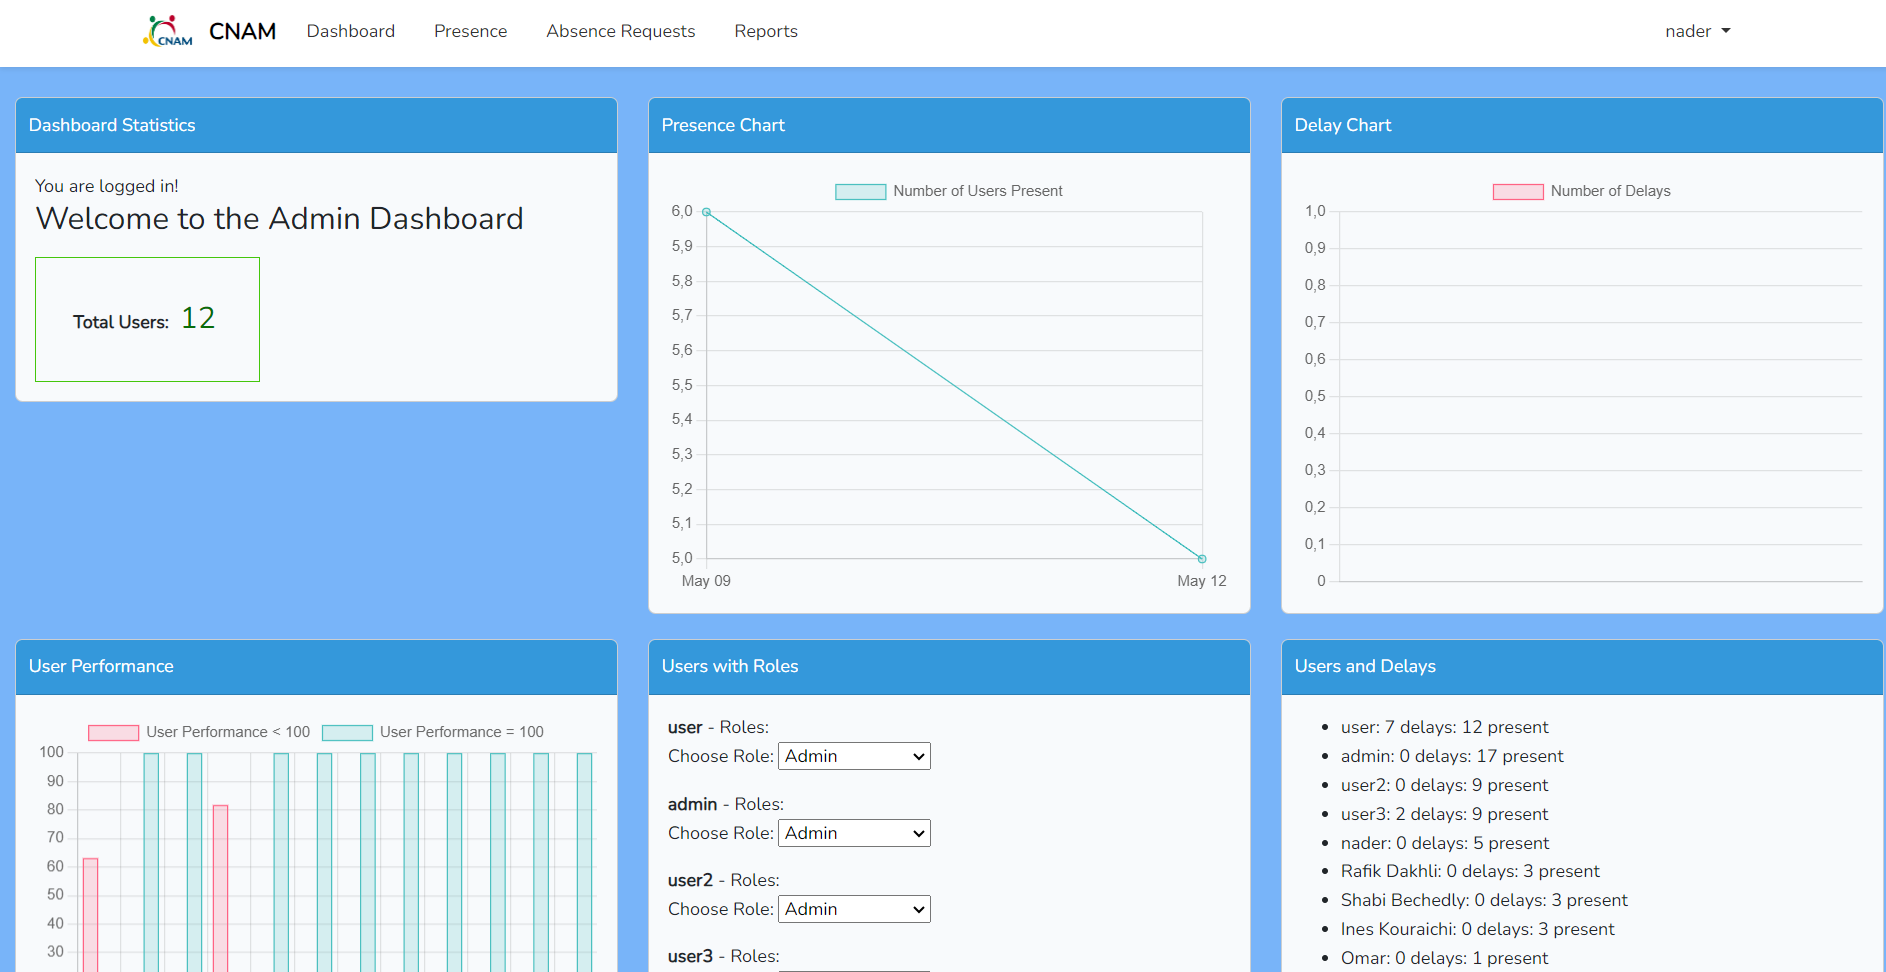 CNAM
CNAM Dashboard Presence Absence Requests Reports nader
Dashboard Statistics
You are logged in!
Welcome to the Admin Dashboard
Total Users: 12
Presence Chart
Number of Users Present
6,0
5,9
5,8
5,7
5,6
5,5
5,4
5,3
5,2
5,1
5,0
May 09 May 12
Delay Chart
Number of Delays
1,0
0,9
0,8
0,7
0,6
0,5
0,4
0,3
0,2
0,1
0
User Performance
User Performance < 100 User Performance = 100
100
90
80
70
60
50
40
30
Users with Roles
user - Roles:
Choose Role: Admin
admin - Roles:
Choose Role: Admin
user2 - Roles:
Choose Role: Admin
user3 - Roles:
Users and Delays
• user: 7 delays: 12 present
• admin: 0 delays: 17 present
• user2: 0 delays: 9 present
• user3: 2 delays: 9 present
• nader: 0 delays: 5 present
• Rafik Dakhli: 0 delays: 3 present
• Shabi Bechedly: 0 delays: 3 present
• Ines Kouraichi: 0 delays: 3 present
• Omar: 0 delays: 1 present